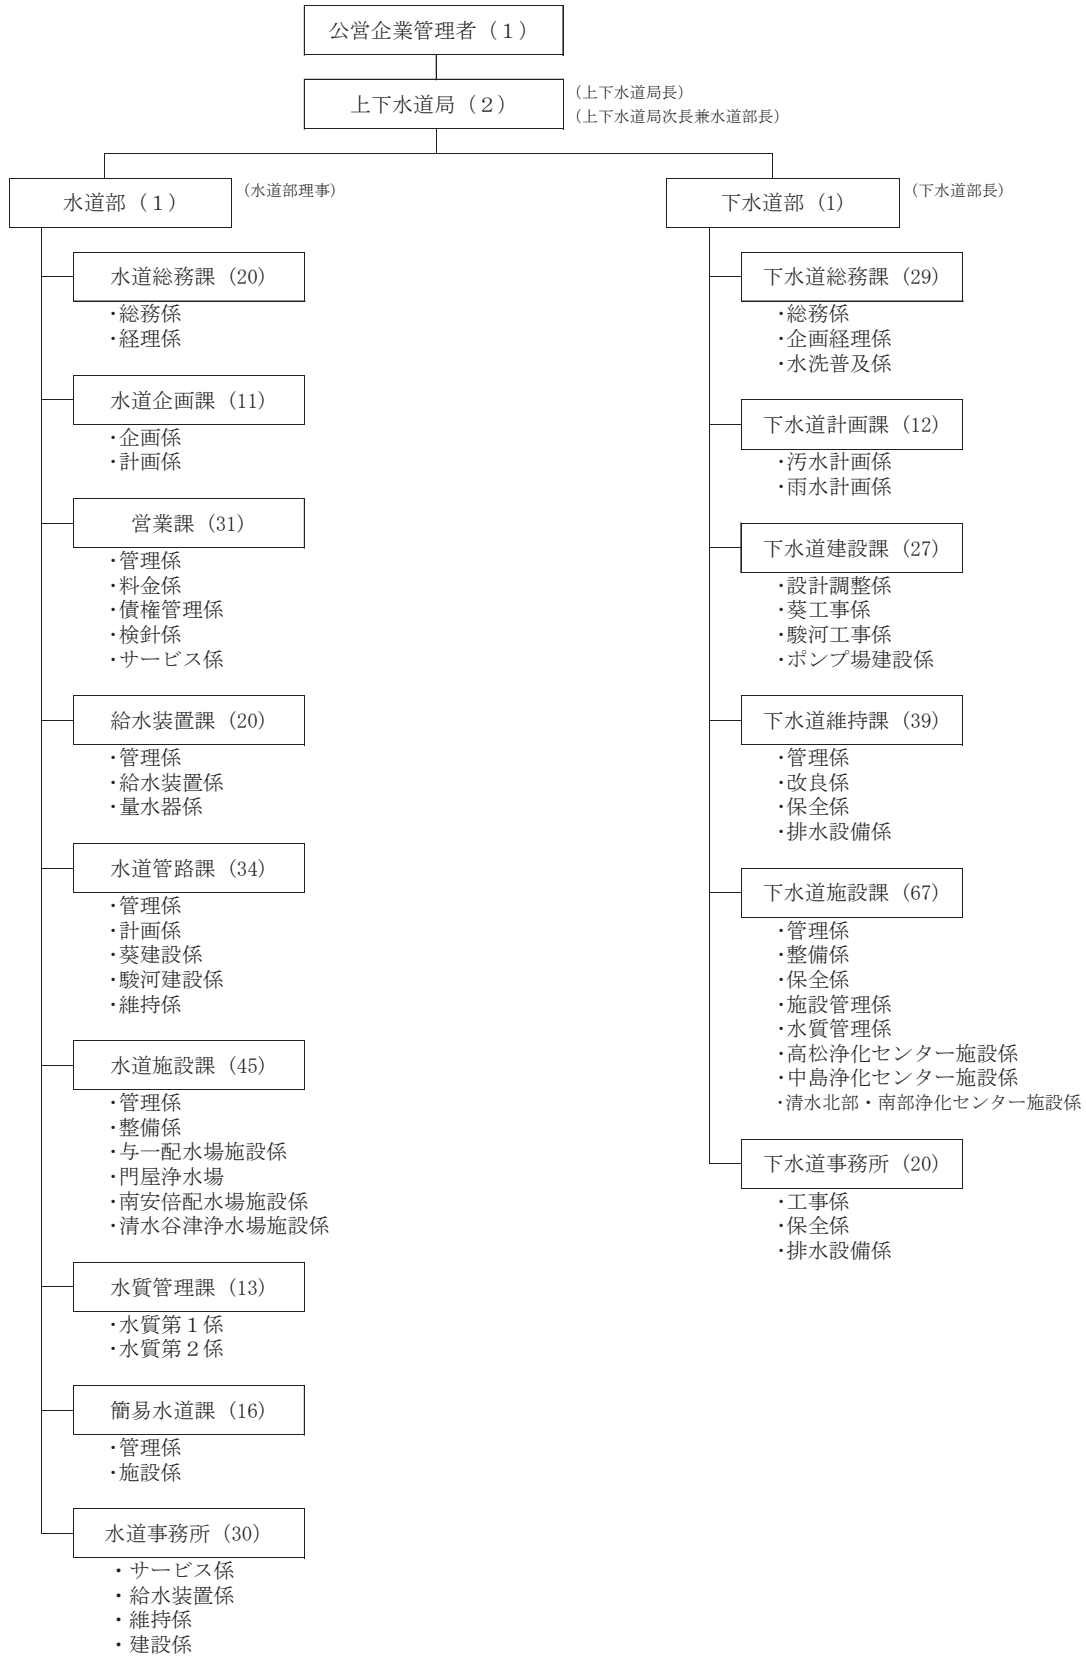 公営企業管理者（１）
上下水道局（２）
（上下水道局長）
（上下水道局次長兼水道部長）
水道部（１）
（水道部理事）
水道総務課（20）
・総務係
・経理係
水道企画課（11）
・企画係
・計画係
営業課（31）
・管理係
・料金係
・債権管理係
・検針係
・サービス係
給水装置課（20）
・管理係
・給水装置係
・量水器係
水道管路課（34）
・管理係
・計画係
・葵建設係
・駿河建設係
・維持係
水道施設課（45）
・管理係
・整備係
・与一配水場施設係
・門屋浄水場
・南安倍配水場施設係
・清水谷津浄水場施設係
水質管理課（13）
・水質第１係
・水質第２係
簡易水道課（16）
・管理係
・施設係
水道事務所（30）
・サービス係
・給水装置係
・維持係
・建設係
下水道部（1）
（下水道部長）
下水道総務課（29）
・総務係
・企画経理係
・水洗普及係
下水道計画課（12）
・汚水計画係
・雨水計画係
下水道建設課（27）
・設計調整係
・葵工事係
・駿河工事係
・ポンプ場建設係
下水道維持課（39）
・管理係
・改良係
・保全係
・排水設備係
下水道施設課（67）
・管理係
・整備係
・保全係
・施設管理係
・水質管理係
・高松浄化センター施設係
・中島浄化センター施設係
・清水北部・南部浄化センター施設係
下水道事務所（20）
・工事係
・保全係
・排水設備係